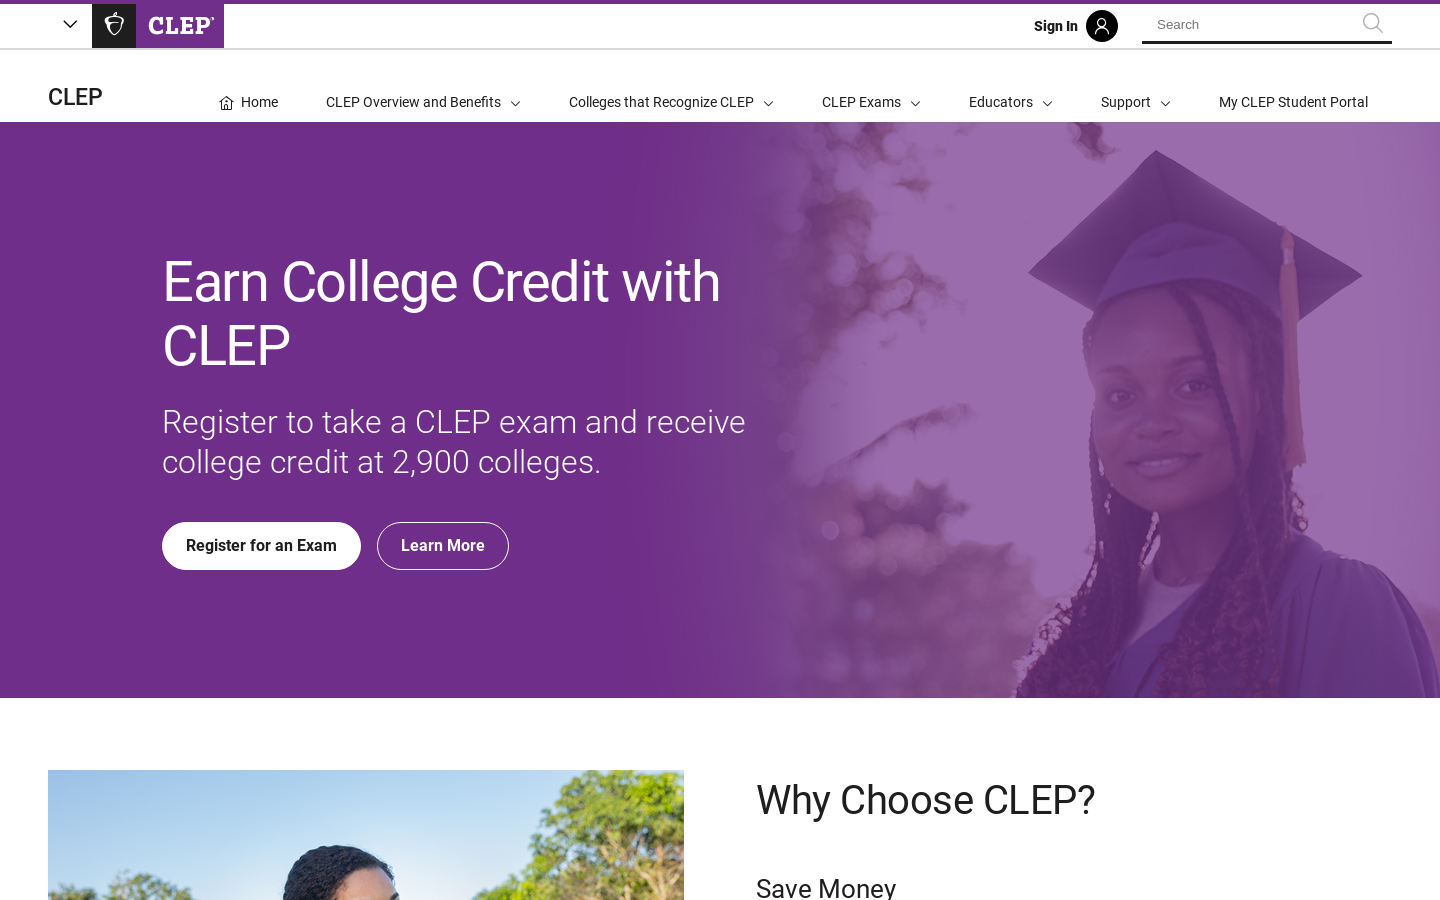 CLEP
Sign In
Search
CLEP
Home
CLEP Overview and Benefits
Colleges that Recognize CLEP
CLEP Exams
Educators
Support
My CLEP Student Portal
Earn College Credit with
CLEP
Register to take a CLEP exam and receive
college credit at 2,900 colleges.
Register for an Exam
Learn More
Why Choose CLEP?
Save Money